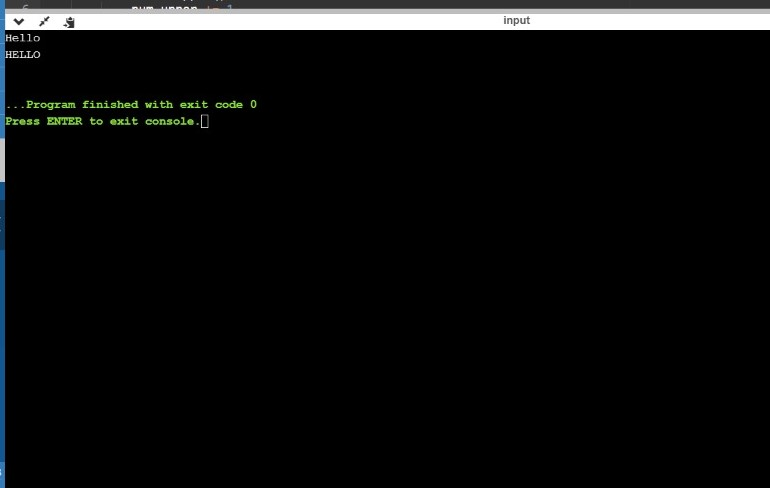 input
Hello
HELLO
...Program finished with exit code 0
Press ENTER to exit console.